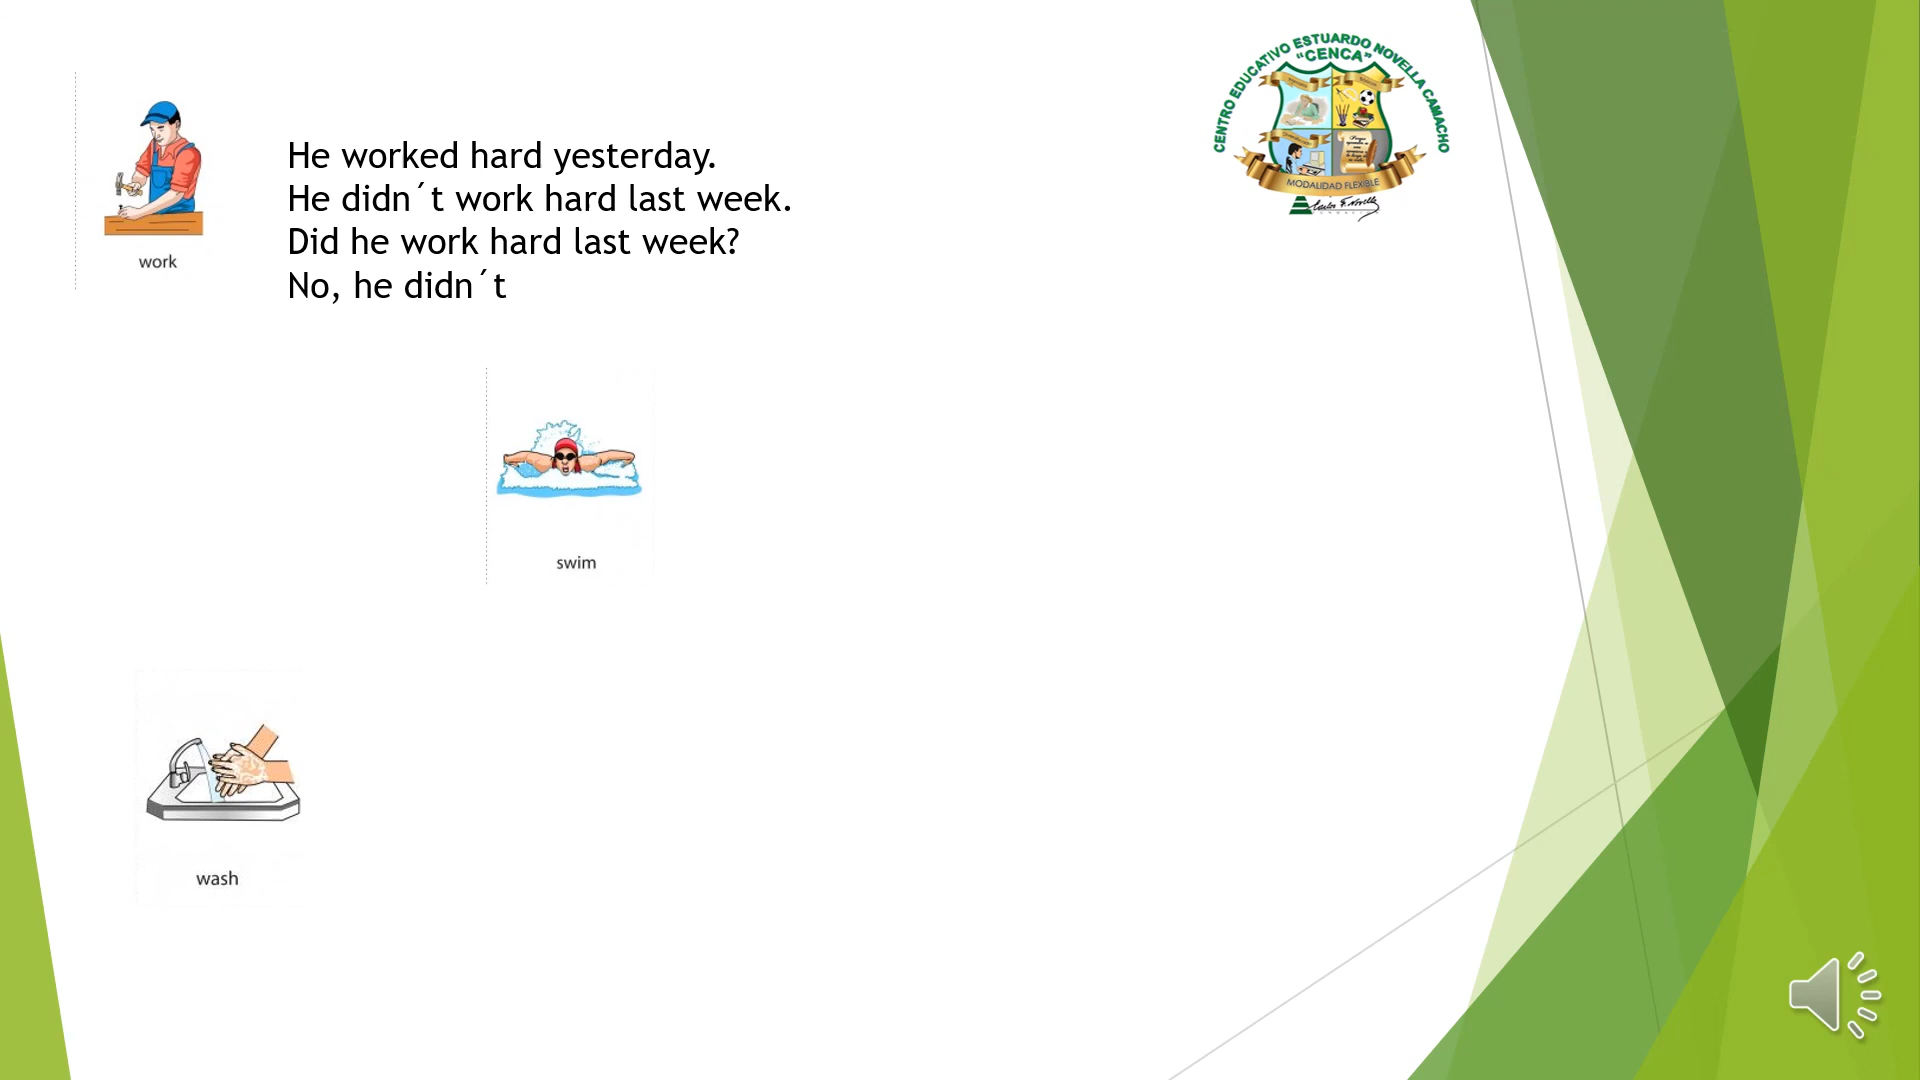 CENTRO EDUCATIVO ESTUARDO NOVELLA CAMACHO
“CENCA”
MODALIDAD FLEXIBLE
He worked hard yesterday.
He didn´t work hard last week.
Did he work hard last week?
No, he didn´t
work
swim
wash